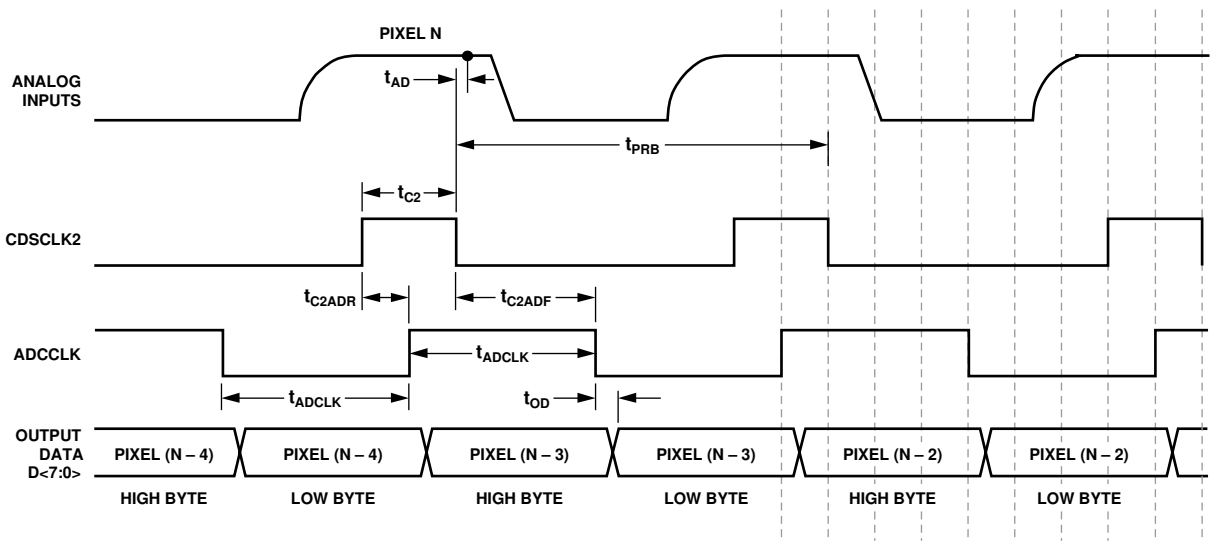 PIXEL N
ANALOG
INPUTS
tAD
tPRB
tC2
CDSCLK2
tC2ADR
tC2ADF
ADCCLK
tADCLK
tADCLK
tOD
OUTPUT
DATA
D<7:0>
PIXEL (N – 4) PIXEL (N – 4) PIXEL (N – 3) PIXEL (N – 3) PIXEL (N – 2) PIXEL (N – 2)
HIGH BYTE LOW BYTE HIGH BYTE LOW BYTE HIGH BYTE LOW BYTE